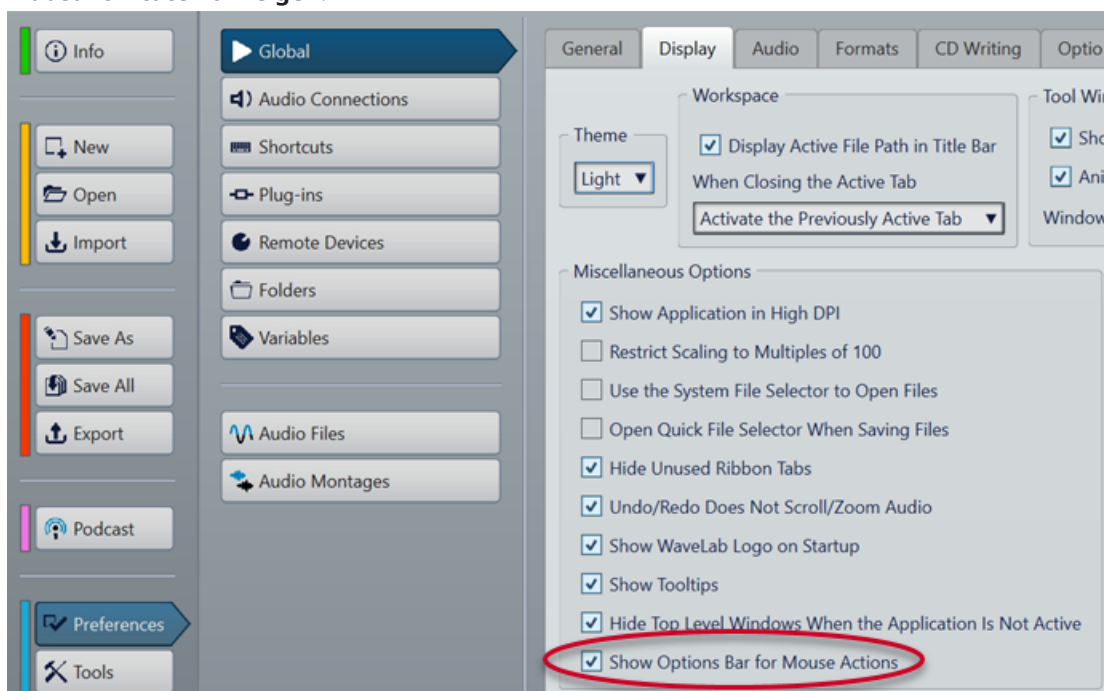 Info
New
Open
Import
Save As
Save All
Export
Podcast
Preferences
Tools
Global
Audio Connections
Shortcuts
Plug-ins
Remote Devices
Folders
Variables
Audio Files
Audio Montages
General Display Audio Formats CD Writing
Theme
Light
Workspace
Display Active File Path in Title Bar
When Closing the Active Tab
Activate the Previously Active Tab
Tool
Miscellaneous Options
Show Application in High DPI
Restrict Scaling to Multiples of 100
Use the System File Selector to Open Files
Open Quick File Selector When Saving Files
Hide Unused Ribbon Tabs
Undo/Redo Does Not Scroll/Zoom Audio
Show WaveLab Logo on Startup
Show Tooltips
Hide Top Level Windows When the Application Is Not Active
Show Options Bar for Mouse Actions